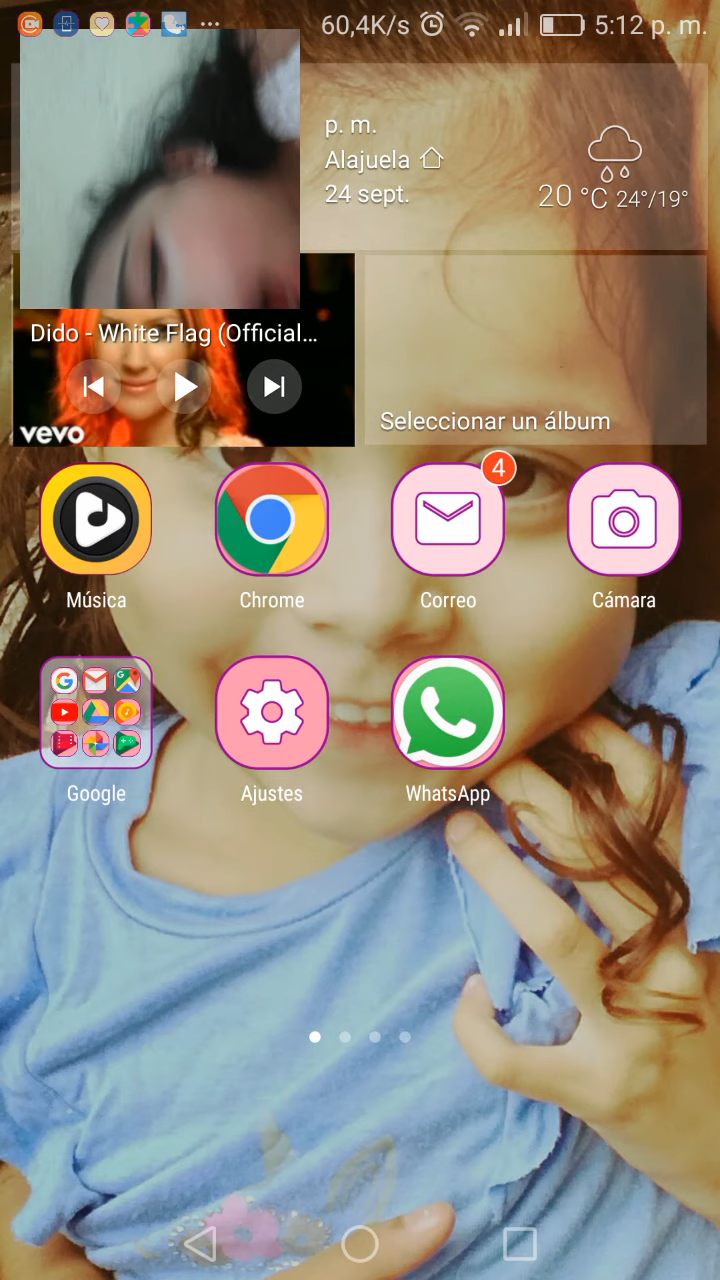 60,4K/s 5:12 p. m.
p. m.
Alajuela
24 sept.
20 °C 24°/19°
Dido - White Flag (Official...
vevo
Seleccionar un álbum
4
Música
Chrome
Correo
Cámara
Google
Ajustes
WhatsApp